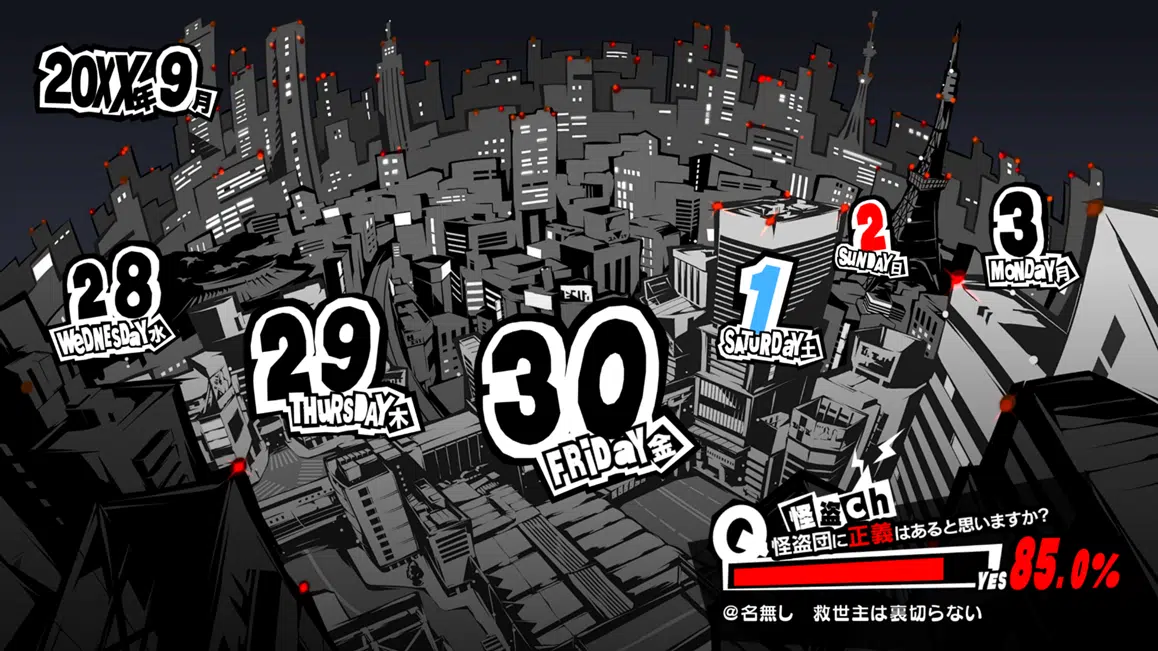 20XX年9月
28
WEDNESDAY水
29
THURSDAY木
30
FRIDAY金
1
SATURDAY土
2
SUNDAY日
3
MONDAY月
Q 怪盗ch
怪盗団に正義はあると思いますか?
YES 85.0%
@名無し 救世主は裏切らない